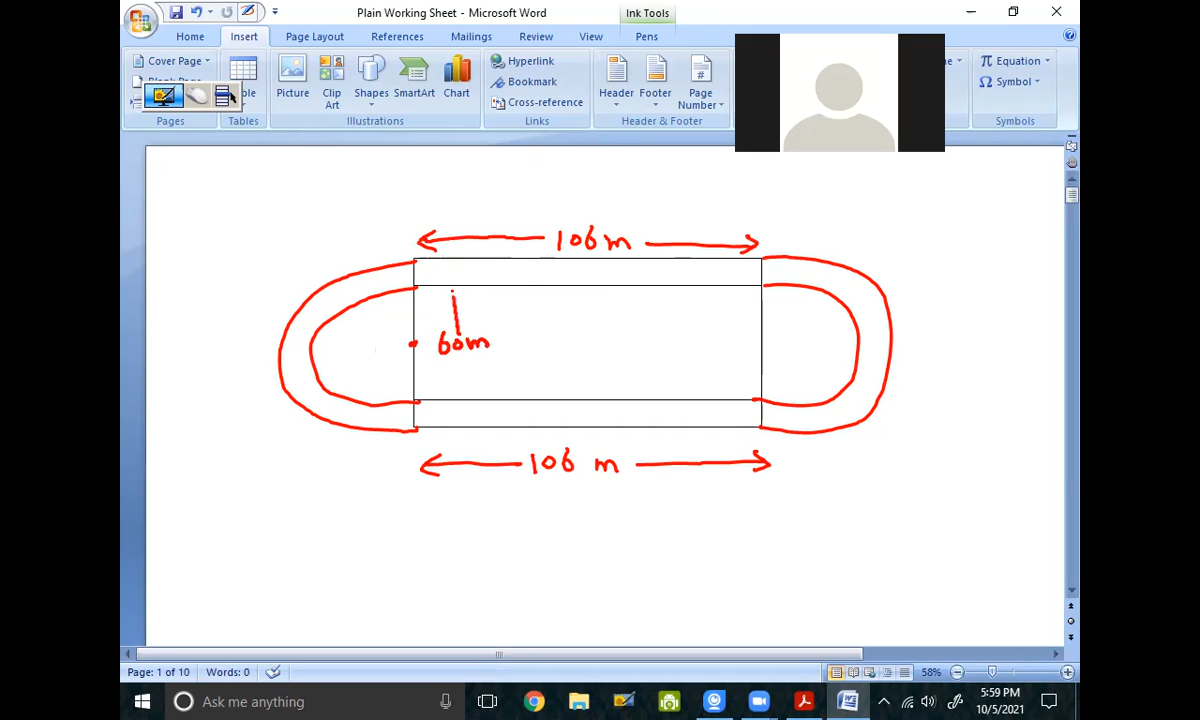 Plain Working Sheet - Microsoft Word
Ink Tools
Home Insert Page Layout References Mailings Review View Pens
Cover Page
Picture
Clip Art
Shapes
SmartArt
Chart
Hyperlink
Bookmark
Cross-reference
Header
Footer
Page Number
Equation
Symbol
Pages Tables Illustrations Links Header & Footer Symbols
106 m
60m
106 m
Page: 1 of 10 Words: 0 58%
Ask me anything
5:59 PM
10/5/2021